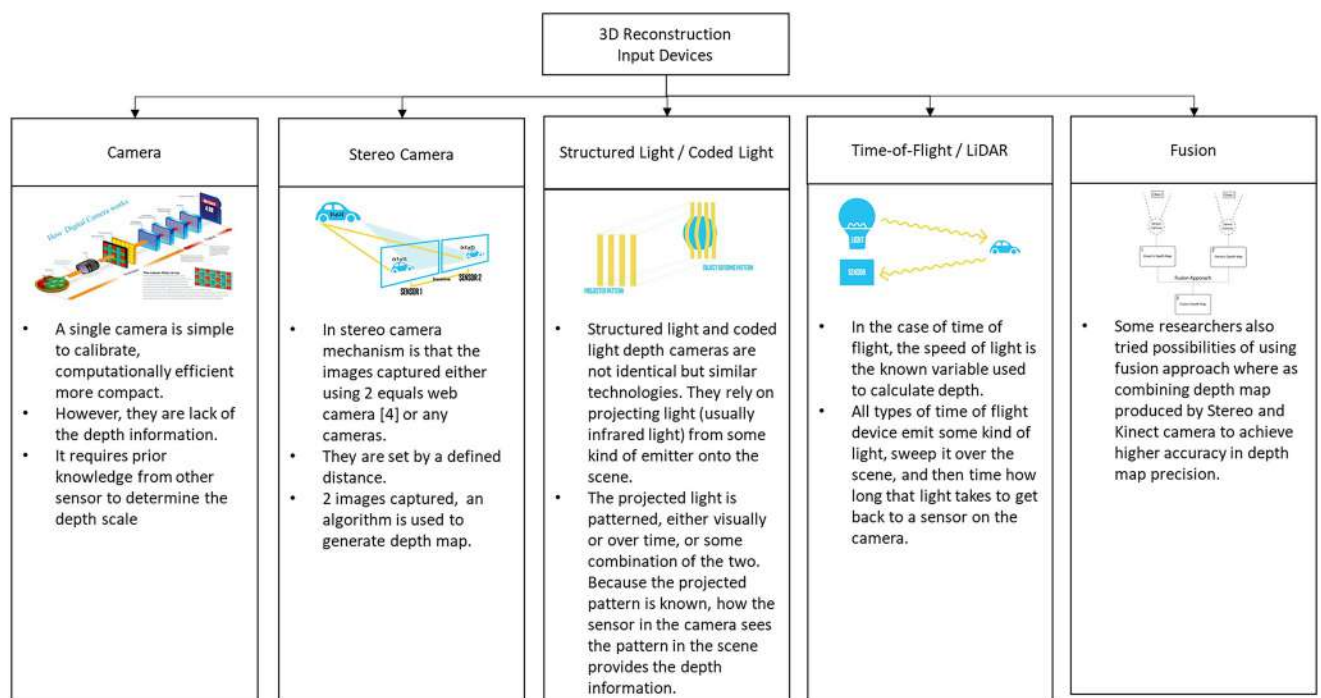 3D Reconstruction
Input Devices
Camera
How Digital Camera works
• A single camera is simple
to calibrate,
computationally efficient
more compact.
• However, they are lack of
the depth information.
• It requires prior
knowledge from other
sensor to determine the
depth scale
Stereo Camera
SENSOR 1
SENSOR 2
• In stereo camera
mechanism is that the
images captured either
using 2 equals web
camera [4] or any
cameras.
• They are set by a defined
distance.
• 2 images captured, an
algorithm is used to
generate depth map.
Structured Light / Coded Light
PROJECTED PATTERN
OBJECT DEFORMING PATTERN
• Structured light and coded
light depth cameras are
not identical but similar
technologies. They rely on
projecting light (usually
infrared light) from some
kind of emitter onto the
scene.
• The projected light is
patterned, either visually
or over time, or some
combination of the two.
Because the projected
pattern is known, how the
sensor in the camera sees
the pattern in the scene
provides the depth
information.
Time-of-Flight / LiDAR
LIGHT
SENSOR
• In the case of time of
flight, the speed of light is
the known variable used
to calculate depth.
• All types of time of flight
device emit some kind of
light, sweep it over the
scene, and then time how
long that light takes to get
back to a sensor on the
camera.
Fusion
Fusion Approach
• Some researchers also
tried possibilities of using
fusion approach where as
combining depth map
produced by Stereo and
Kinect camera to achieve
higher accuracy in depth
map precision.